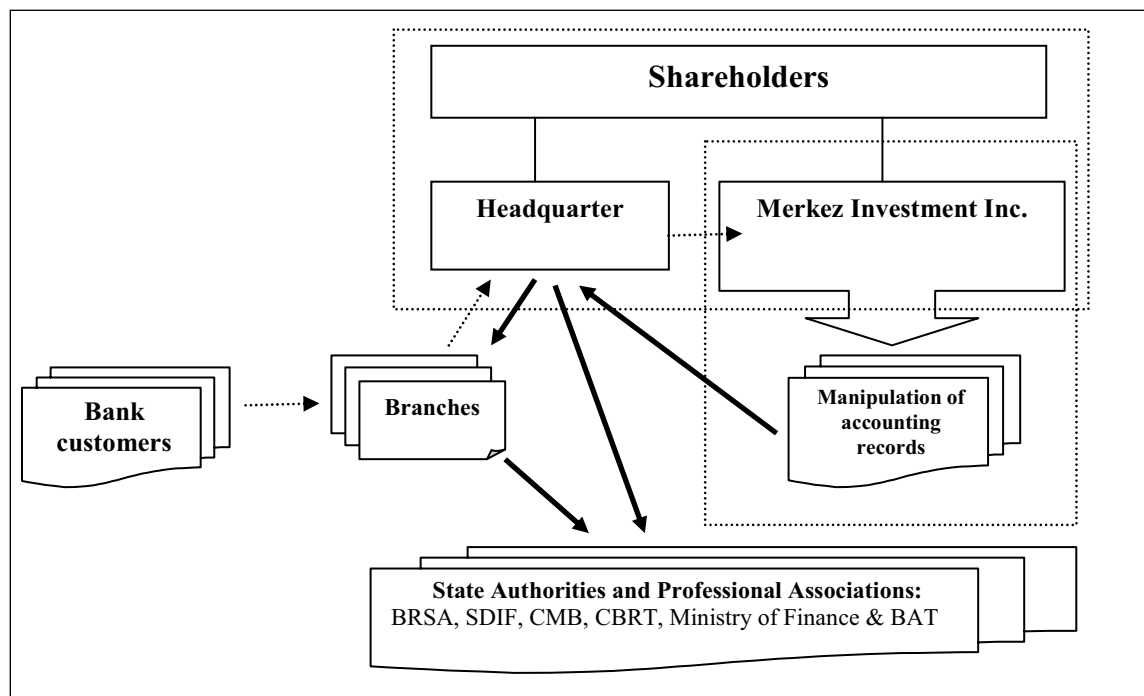 Shareholders
Headquarter
Merkez Investment Inc.
Bank
customers
Branches
Manipulation of
accounting
records
State Authorities and Professional Associations:
BRSA, SDIF, CMB, CBRT, Ministry of Finance & BAT